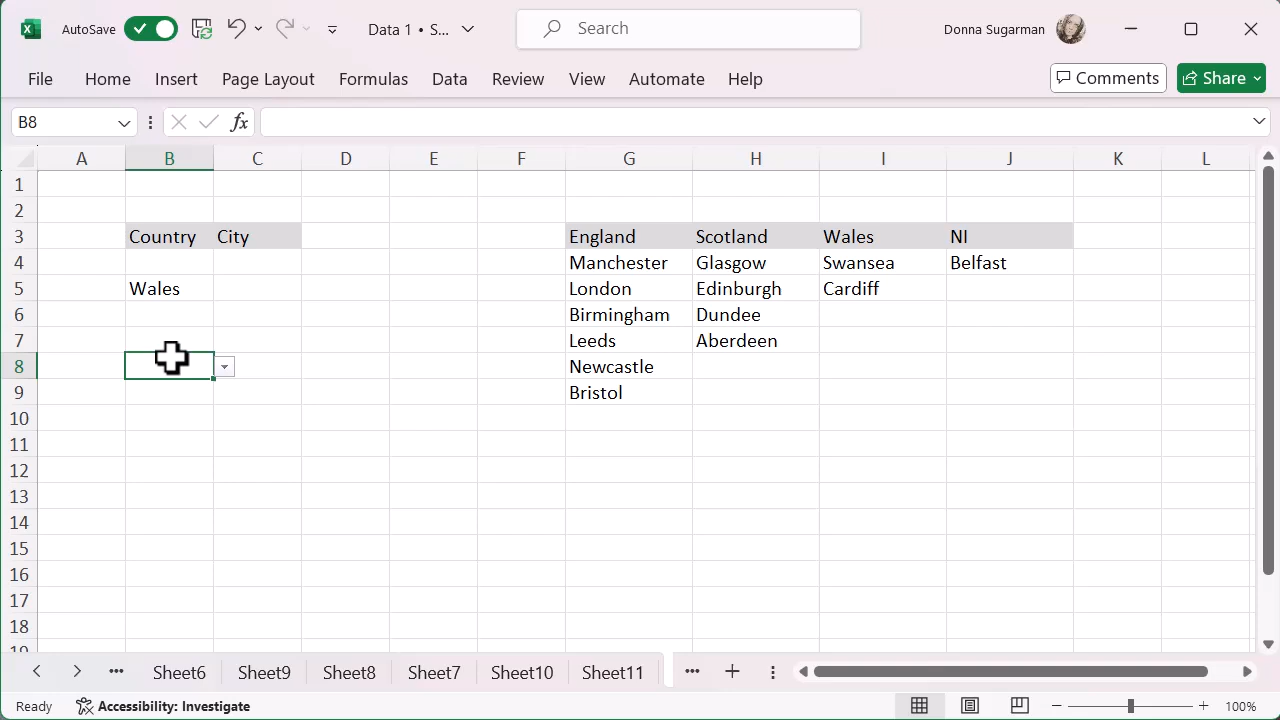 AutoSave
Data 1 • S...
Search
Donna Sugarman
File Home Insert Page Layout Formulas Data Review View Automate Help
Comments
Share
B8
fx
A B C D E F G H I J K L
1
2
3 Country City England Scotland Wales NI
4 Manchester Glasgow Swansea Belfast
5 Wales London Edinburgh Cardiff
6 Birmingham Dundee
7 Leeds Aberdeen
8 Newcastle
9 Bristol
10
11
12
13
14
15
16
17
18
... Sheet6 Sheet9 Sheet8 Sheet7 Sheet10 Sheet11 ...
Ready
Accessibility: Investigate
100%